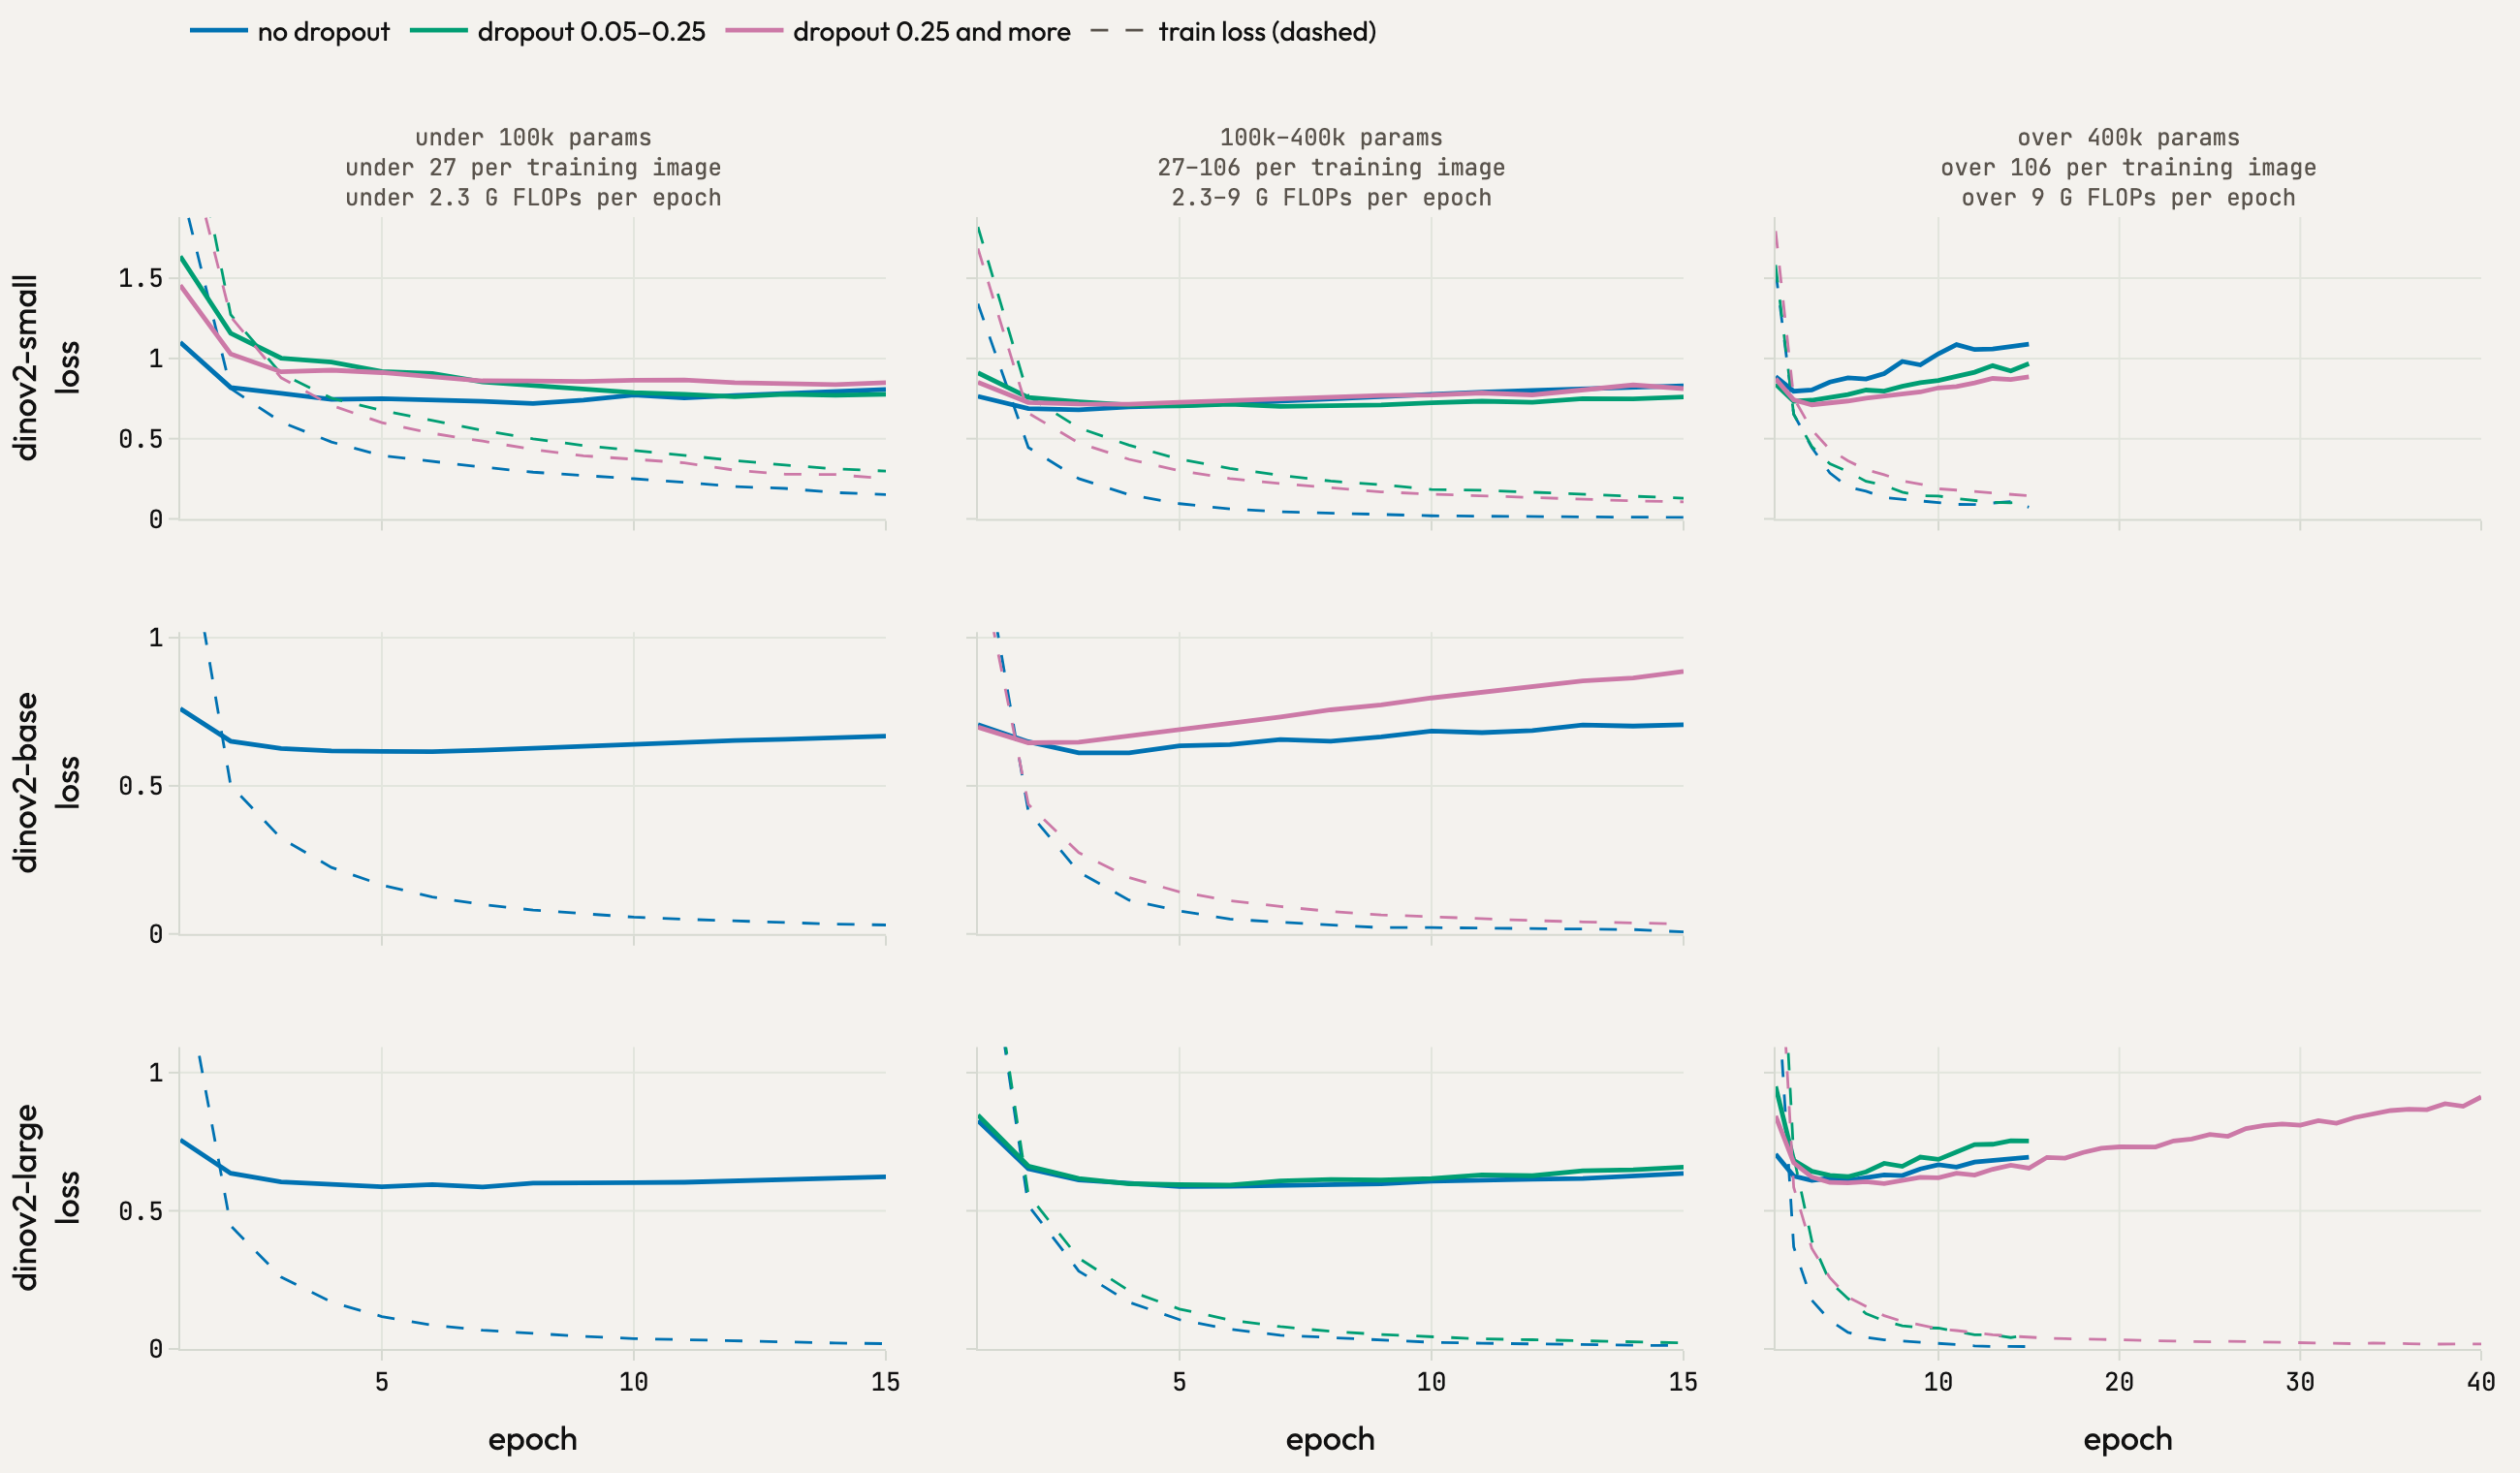 no dropout
dropout 0.05–0.25
dropout 0.25 and more
train loss (dashed)
under 100k params
under 27 per training image
under 2.3 G FLOPs per epoch
100k–400k params
27–106 per training image
2.3–9 G FLOPs per epoch
over 400k params
over 106 per training image
over 9 G FLOPs per epoch
dinov2-small
loss
1.5
1
0.5
0
dinov2-base
loss
1
0.5
0
dinov2-large
loss
1
0.5
0
5
10
15
5
10
15
10
20
30
40
epoch
epoch
epoch